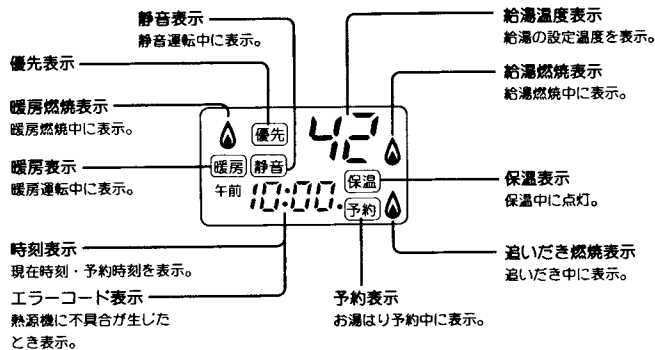 静音表示
静音運転中に表示。
優先表示
暖房燃焼表示
暖房燃焼中に表示。
暖房表示
暖房運転中に表示。
時刻表示
現在時刻・予約時刻を表示。
エラーコード表示
熱源機に不具合が生じた
とき表示。
優先
42
暖房 静音
保温
午前 10:00.
予約
給湯温度表示
給湯の設定温度を表示。
給湯燃焼表示
給湯燃焼中に表示。
保温表示
保温中に点灯。
追いだき燃焼表示
追いだき中に表示。
予約表示
お湯はり予約中に表示。